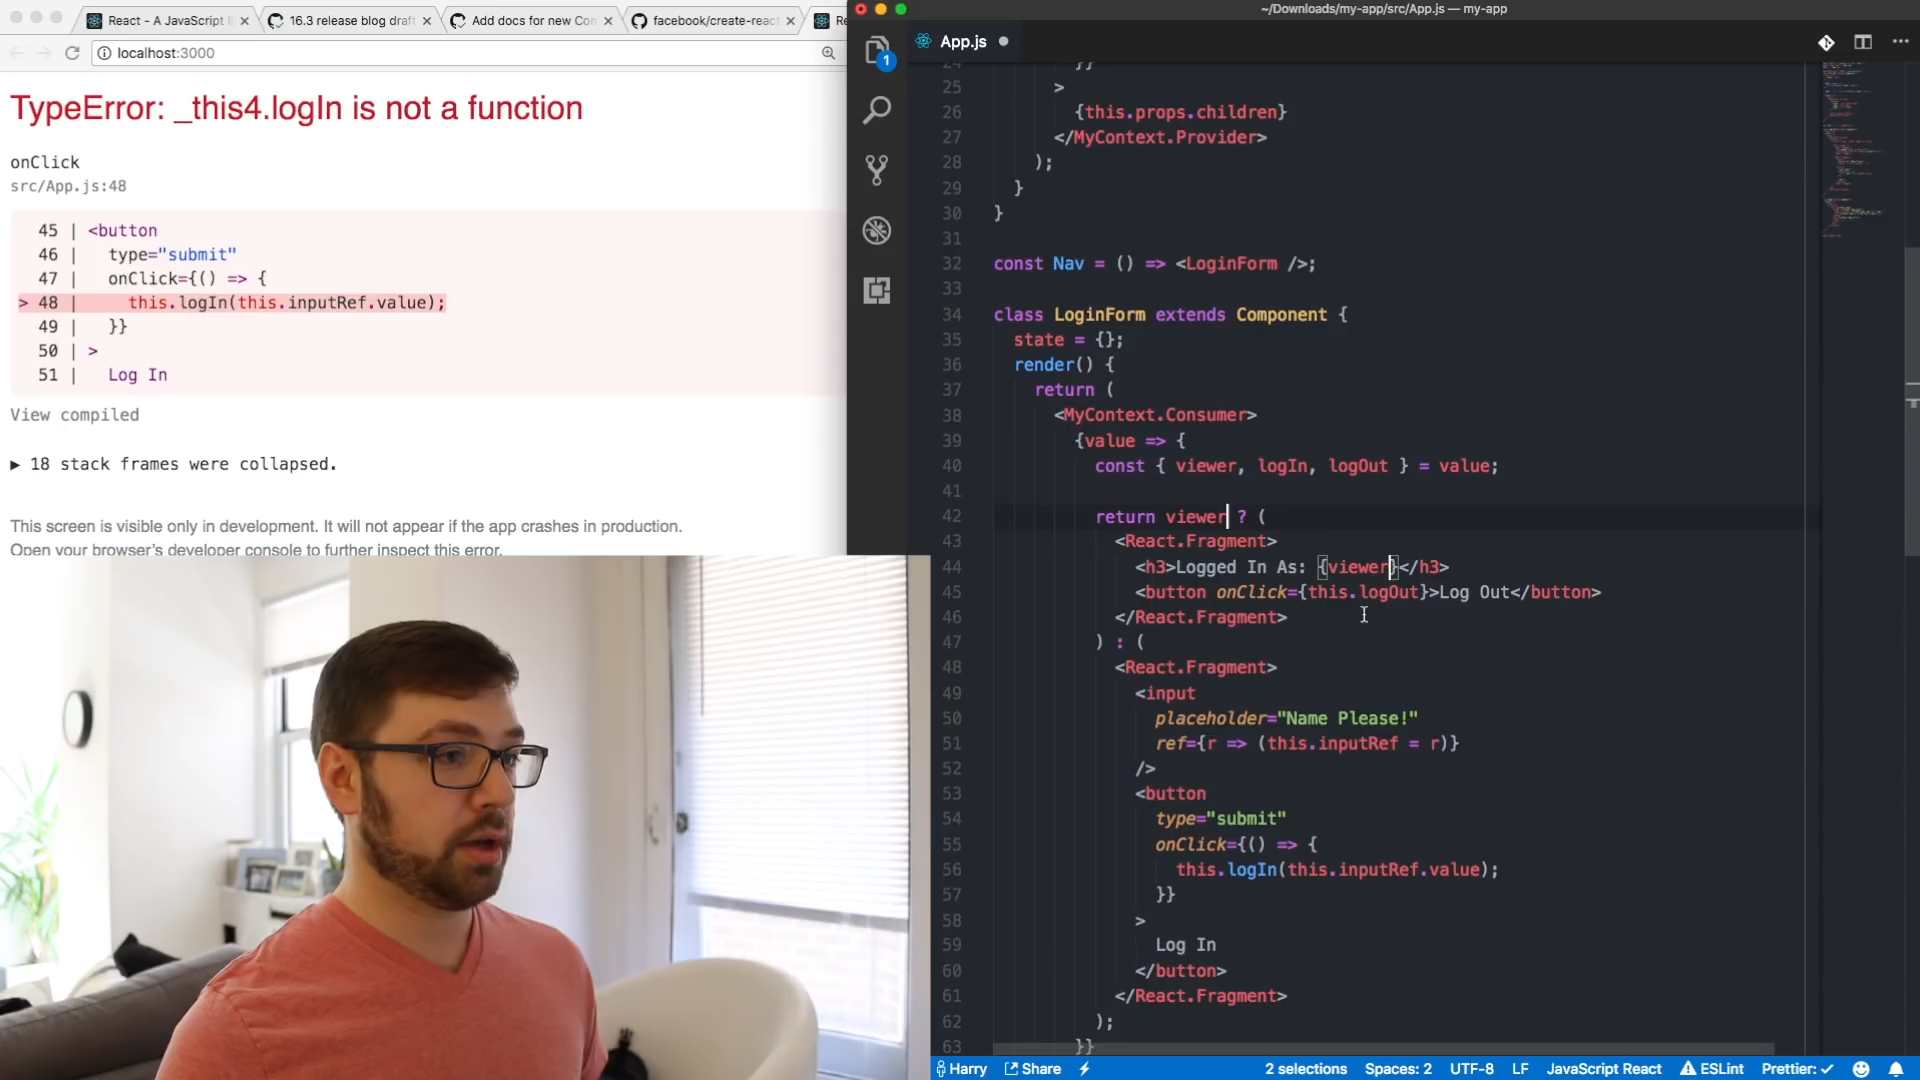 React - A JavaScript li
16.3 release blog draft
Add docs for new Con
facebook/create-react
Re
localhost:3000
TypeError: _this4.logIn is not a function
onClick
src/App.js:48
45 | <button
46 | type="submit"
47 | onClick={() => {
> 48 | this.logIn(this.inputRef.value);
49 | }}
50 | >
51 | Log In
View compiled
▶ 18 stack frames were collapsed.
This screen is visible only in development. It will not appear if the app crashes in production.
Open your browser's developer console to further inspect this error.
~/Downloads/my-app/src/App.js — my-app
1
App.js
24 }}
25 >
26 {this.props.children}
27 </MyContext.Provider>
28 );
29 }
30 }
31
32 const Nav = () => <LoginForm />;
33
34 class LoginForm extends Component {
35 state = {};
36 render() {
37 return (
38 <MyContext.Consumer>
39 {value => {
40 const { viewer, logIn, logOut } = value;
41
42 return viewer ? (
43 <React.Fragment>
44 <h3>Logged In As: {viewer}</h3>
45 <button onClick={this.logOut}>Log Out</button>
46 </React.Fragment>
47 ) : (
48 <React.Fragment>
49 <input
50 placeholder="Name Please!"
51 ref={r => (this.inputRef = r)}
52 />
53 <button
54 type="submit"
55 onClick={() => {
56 this.logIn(this.inputRef.value);
57 }}
58 >
59 Log In
60 </button>
61 </React.Fragment>
62 );
63 }}
Harry Share 2 selections Spaces: 2 UTF-8 LF JavaScript React ESLint Prettier: ✓